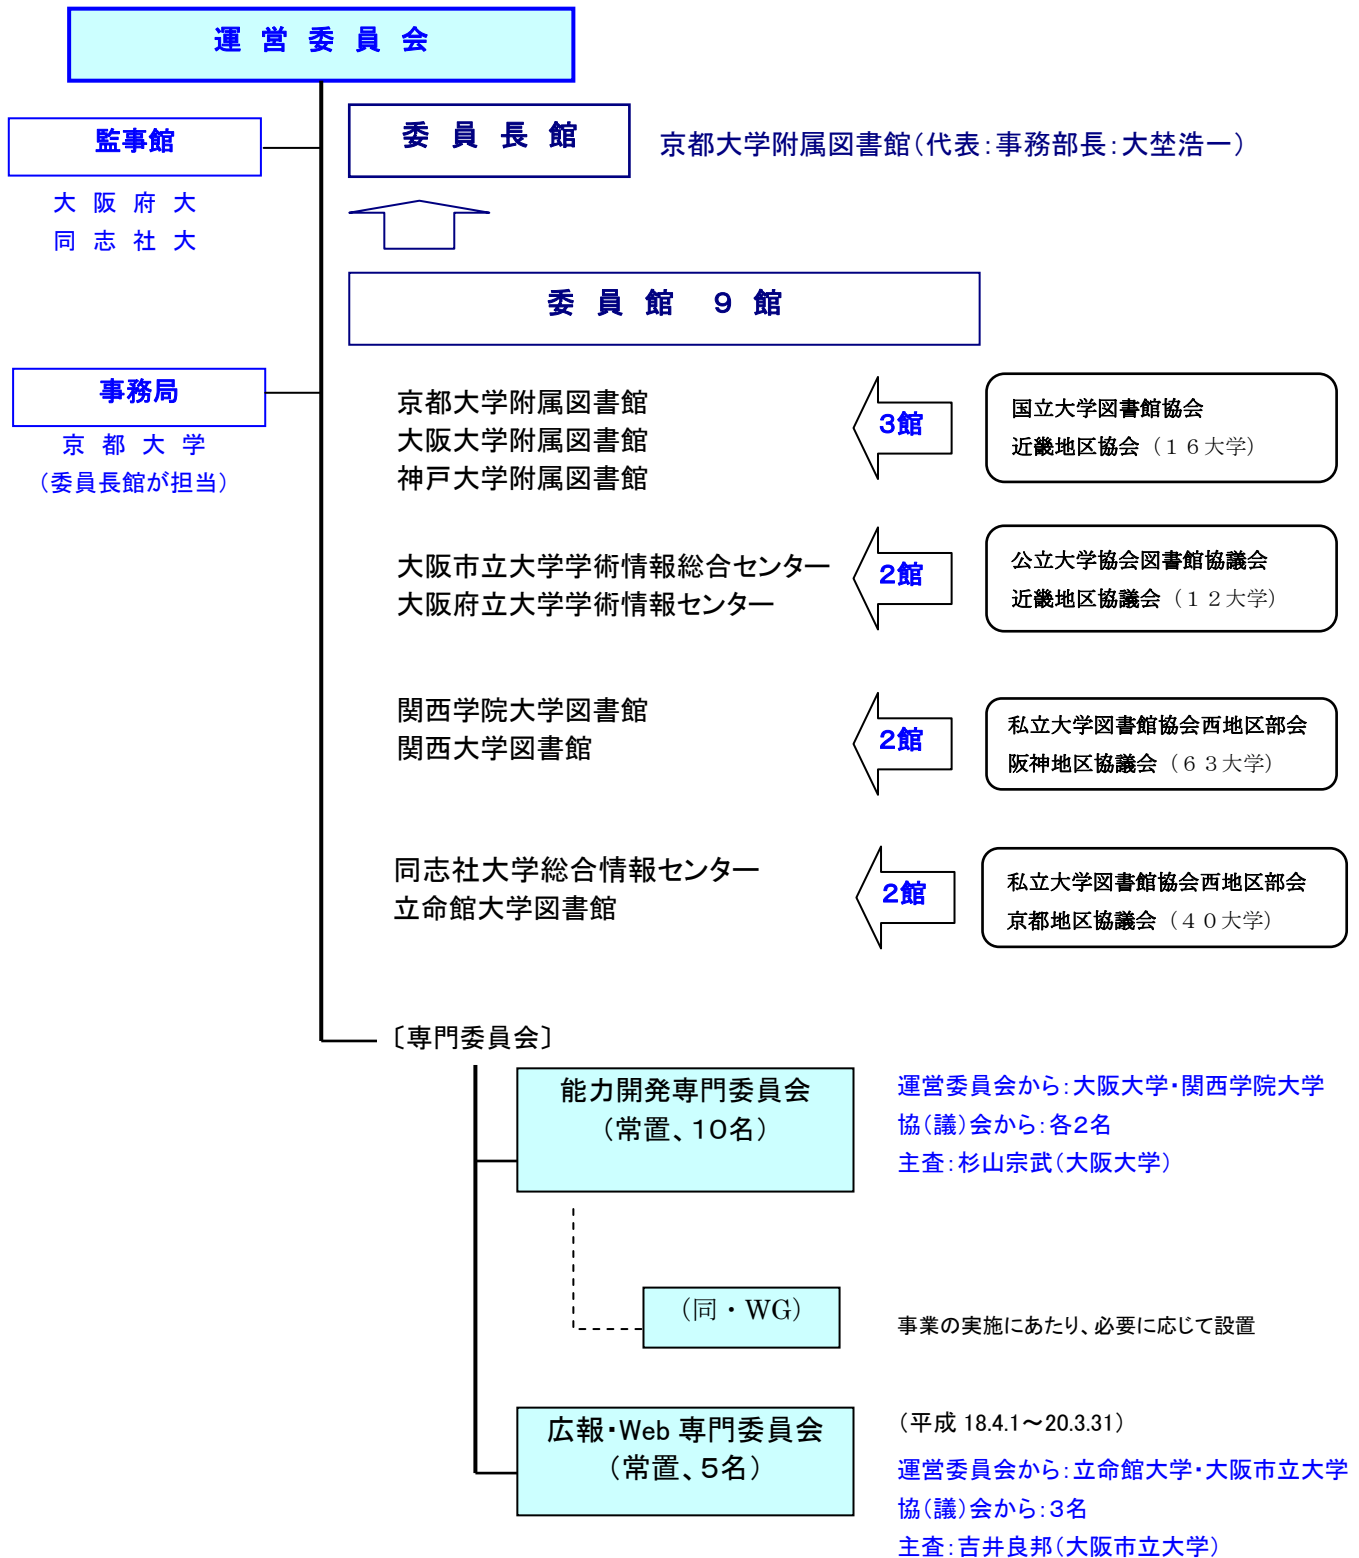 運 営 委 員 会
監事館
大 阪 府 大
同 志 社 大
委 員 長 館
京都大学附属図書館(代表:事務部長:大埜浩一)
委 員 館 9 館
事務局
京 都 大 学
(委員長館が担当)
京都大学附属図書館
大阪大学附属図書館
神戸大学附属図書館
3館
国立大学図書館協会
近畿地区協会(16大学)
大阪市立大学学術情報総合センター
大阪府立大学学術情報センター
2館
公立大学協会図書館協議会
近畿地区協議会(12大学)
関西学院大学図書館
関西大学図書館
2館
私立大学図書館協会西地区部会
阪神地区協議会(63大学)
同志社大学総合情報センター
立命館大学図書館
2館
私立大学図書館協会西地区部会
京都地区協議会(40大学)
〔専門委員会〕
能力開発専門委員会
(常置、10名)
運営委員会から:大阪大学・関西学院大学
協(議)会から:各2名
主査:杉山宗武(大阪大学)
(同・WG)
事業の実施にあたり、必要に応じて設置
広報・Web 専門委員会
(常置、5名)
(平成 18.4.1~20.3.31)
運営委員会から:立命館大学・大阪市立大学
協(議)会から:3名
主査:吉井良邦(大阪市立大学)